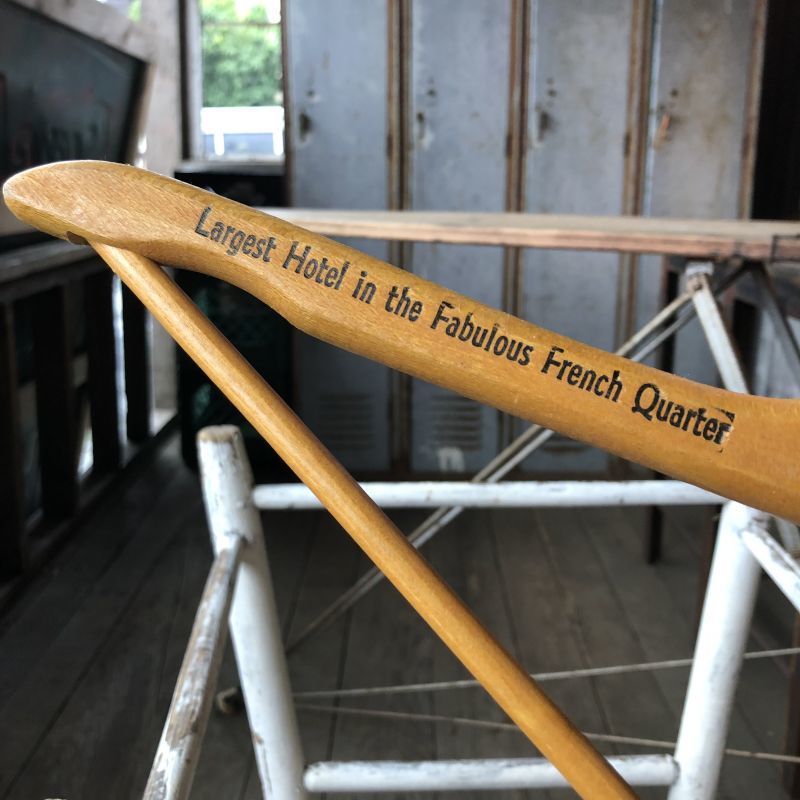 Largest Hotel in the Fabulous French Quarter